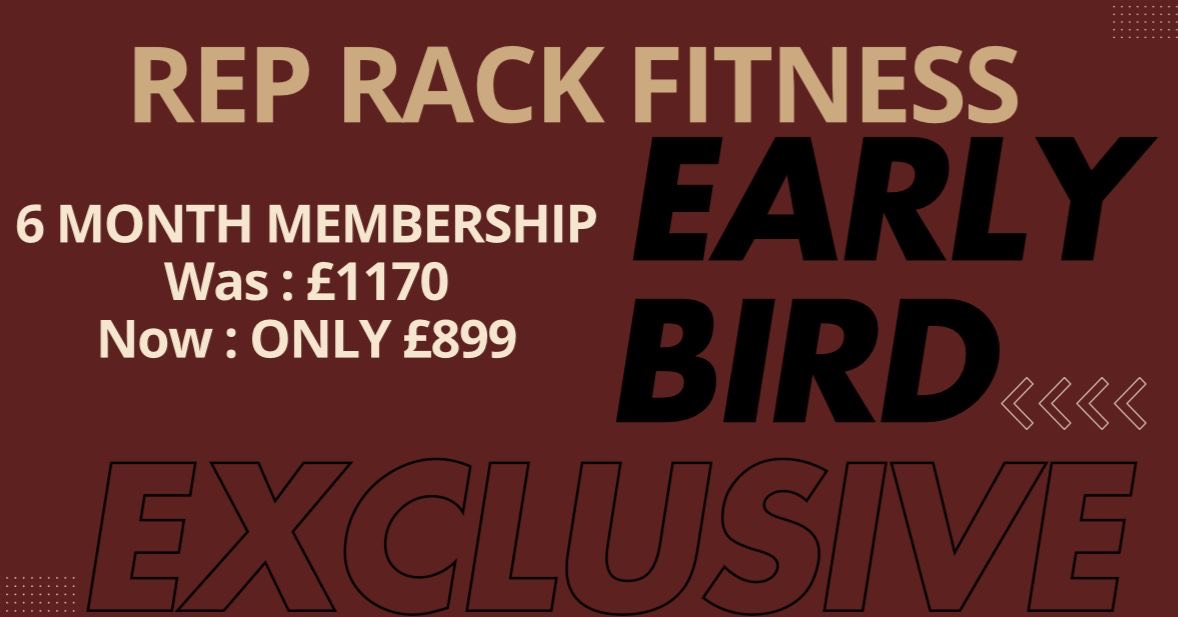 REP RACK FITNESS
6 MONTH MEMBERSHIP
Was : £1170
Now : ONLY £899
EARLY
BIRD
EXCLUSIVE